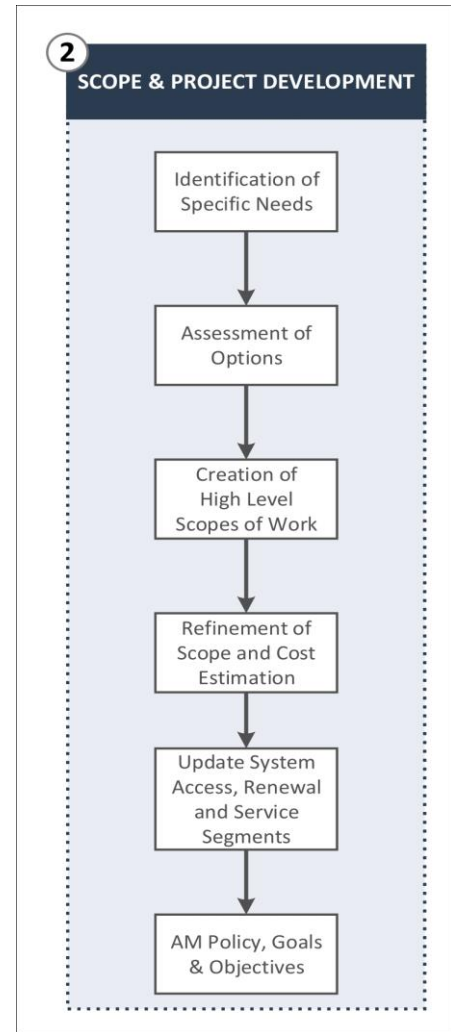 2
SCOPE & PROJECT DEVELOPMENT
Identification of
Specific Needs
Assessment of
Options
Creation of
High Level
Scopes of Work
Refinement of
Scope and Cost
Estimation
Update System
Access, Renewal
and Service
Segments
AM Policy, Goals
& Objectives